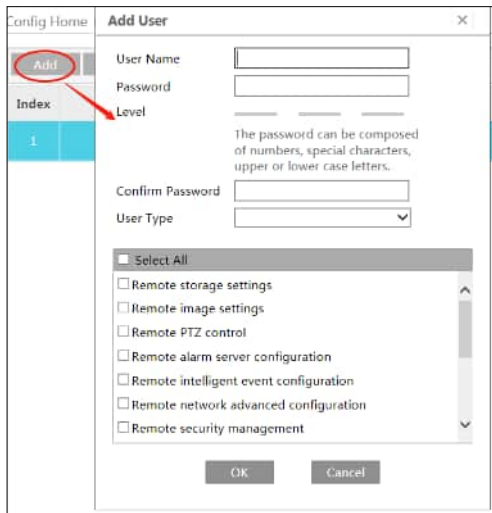 Config Home
Add User
Add
Index
1
User Name
Password
Level
The password can be composed
of numbers, special characters,
upper or lower case letters.
Confirm Password
User Type
Select All
Remote storage settings
Remote image settings
Remote PTZ control
Remote alarm server configuration
Remote intelligent event configuration
Remote network advanced configuration
Remote security management
OK
Cancel